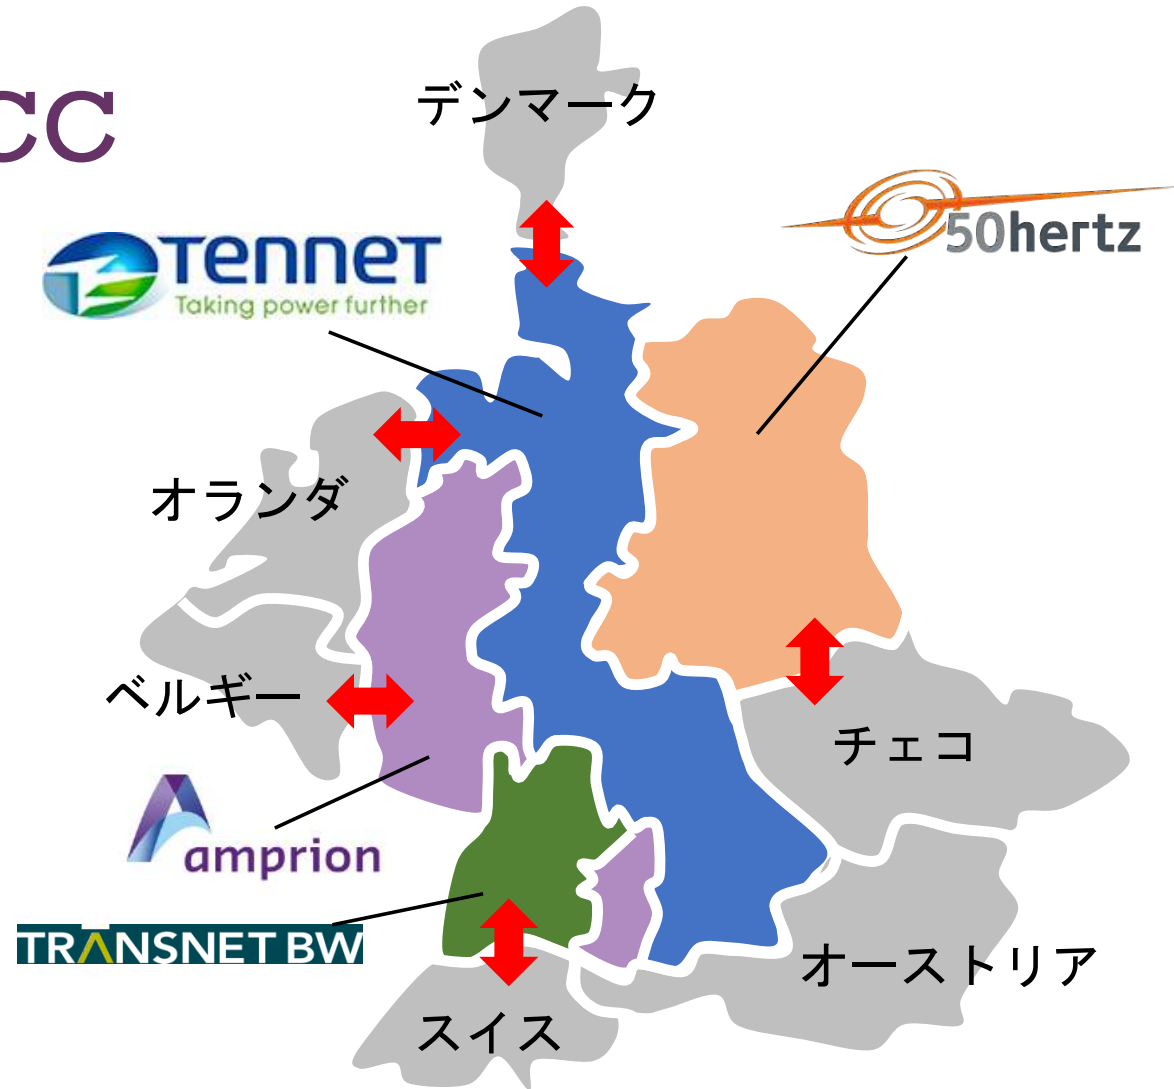 CC
デンマーク
50hertz
TenneT
Taking power further
オランダ
ベルギー
チェコ
amprion
TRANSNET BW
オーストリア
スイス